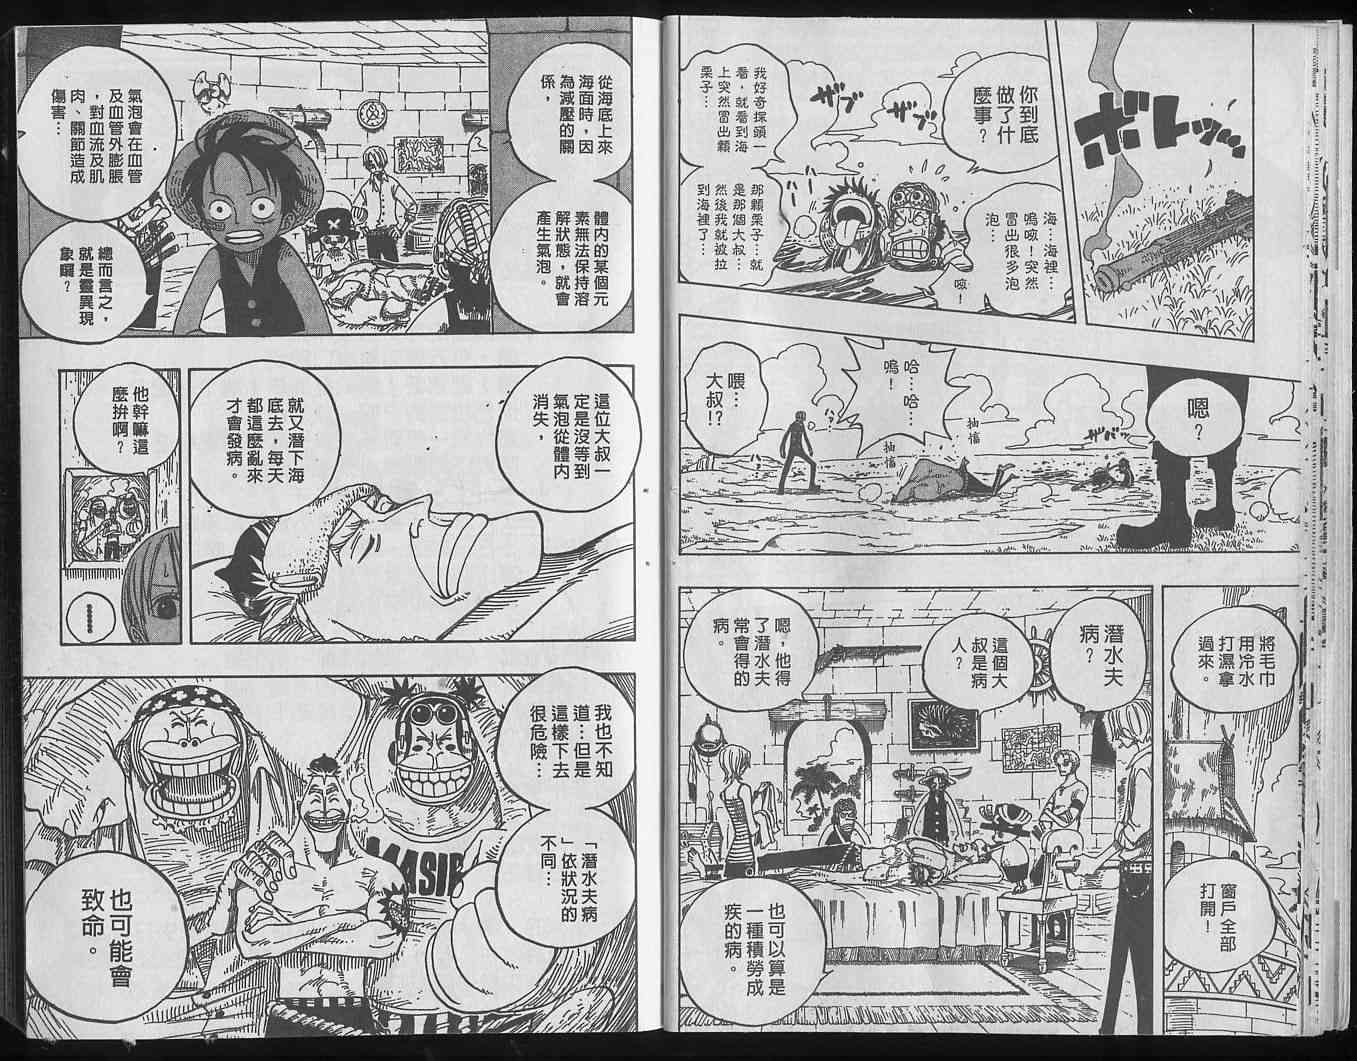 ボトッ…
你到底
做了什
麼事?
ザブ
ザブ
我好奇探頭一
看,就看到海
上突然冒出顆
栗子…
海…海裡…
嗚噉!突然
冒出很多泡
泡…
噉!
那顆栗子…就
是那個大叔…
然後我就被拉
到海裡了…
嗯
?
ザバッ
哈…哈…
嗚!
抽搐
抽搐
喂…
大叔!?
將毛巾
用冷水
打濕拿
過來。
窗戶全部
打開!
潛水夫
病?
這個大
叔是病
人?
嗯,他得
了潛水夫
常會得的
病。
也可以算是
一種積勞成
疾的病。
從海底上來
海面時,因
為減壓的關
係,
體內的某個元
素無法保持溶
解狀態,就會
產生氣泡。
氣泡會在血管
及血管外膨脹
,對血流及肌
肉、關節造成
傷害…
總而言之,
就是靈異現
象囉?
這位大叔一
定是沒等到
氣泡從體內
消失,
就又潛下海
底去,每天
都這麼亂來
才會發病。
他幹嘛這
麼拚啊?
……
我也不知
道…但是
這樣下去
很危險…
「潛水夫病
」依狀況的
不同…
MASIR
也可能會
致命。